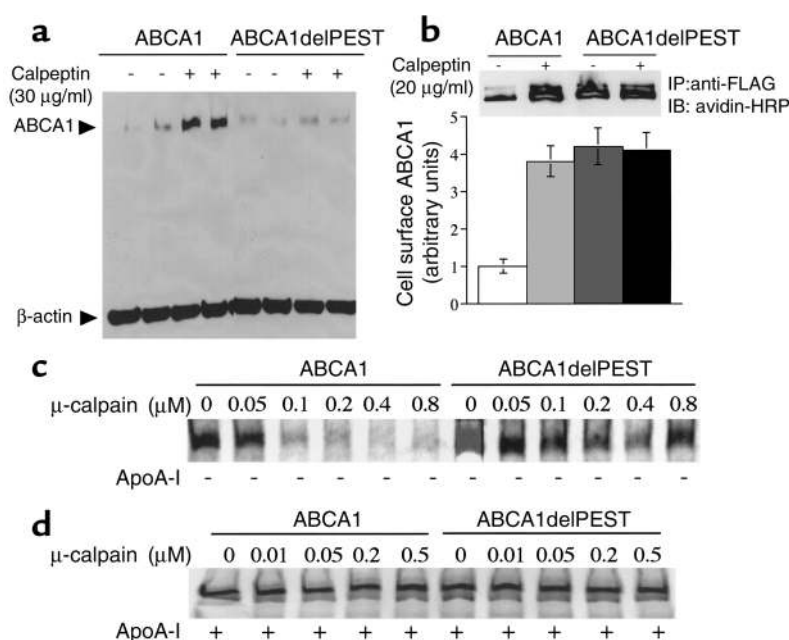 a
ABCA1 ABCA1delPEST
Calpeptin - - + + - - + +
(30 μg/ml)
ABCA1
β-actin
b
ABCA1 ABCA1delPEST
Calpeptin - + - +
(20 μg/ml)
IP:anti-FLAG
IB: avidin-HRP
Cell surface ABCA1
(arbitrary units)
5
4
3
2
1
0
c
ABCA1 ABCA1delPEST
μ-calpain (μM) 0 0.05 0.1 0.2 0.4 0.8 0 0.05 0.1 0.2 0.4 0.8
ApoA-I - - - - - - - - - - - -
d
ABCA1 ABCA1delPEST
μ-calpain (μM) 0 0.01 0.05 0.2 0.5 0 0.01 0.05 0.2 0.5
ApoA-I + + + + + + + + + +